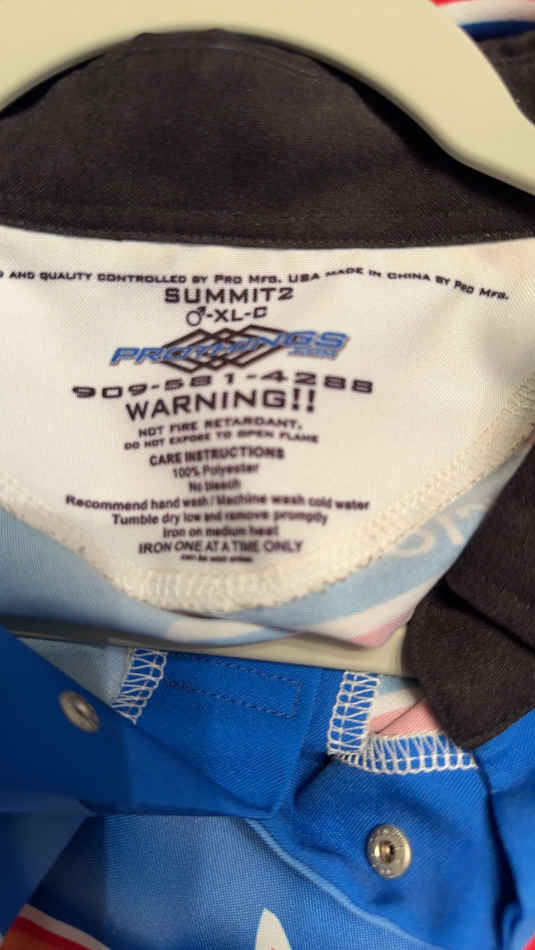 AND QUALITY CONTROLLED BY PRO MFG. USA MADE IN CHINA BY PRO MFG.
SUMMIT2
♂-XL-C
PROTHINGS
.COM
909-581-4288
WARNING!!
NOT FIRE RETARDANT,
DO NOT EXPOSE TO OPEN FLAME
CARE INSTRUCTIONS
100% Polyester
No bleach
Recommend hand wash / Machine wash cold water
Tumble dry low and remove promptly
Iron on medium heat
IRON ONE AT A TIME ONLY